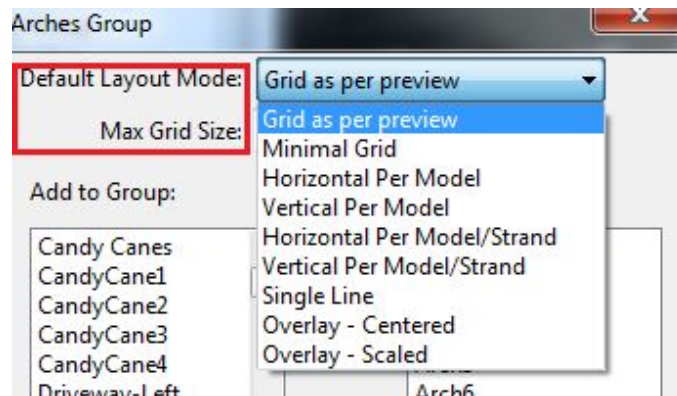 Arches Group
Default Layout Mode: Grid as per preview
Max Grid Size:
Grid as per preview
Minimal Grid
Horizontal Per Model
Vertical Per Model
Horizontal Per Model/Strand
Vertical Per Model/Strand
Single Line
Overlay - Centered
Overlay - Scaled
Add to Group:
Candy Canes
CandyCane1
CandyCane2
CandyCane3
CandyCane4
Driveway-Left
Arch6